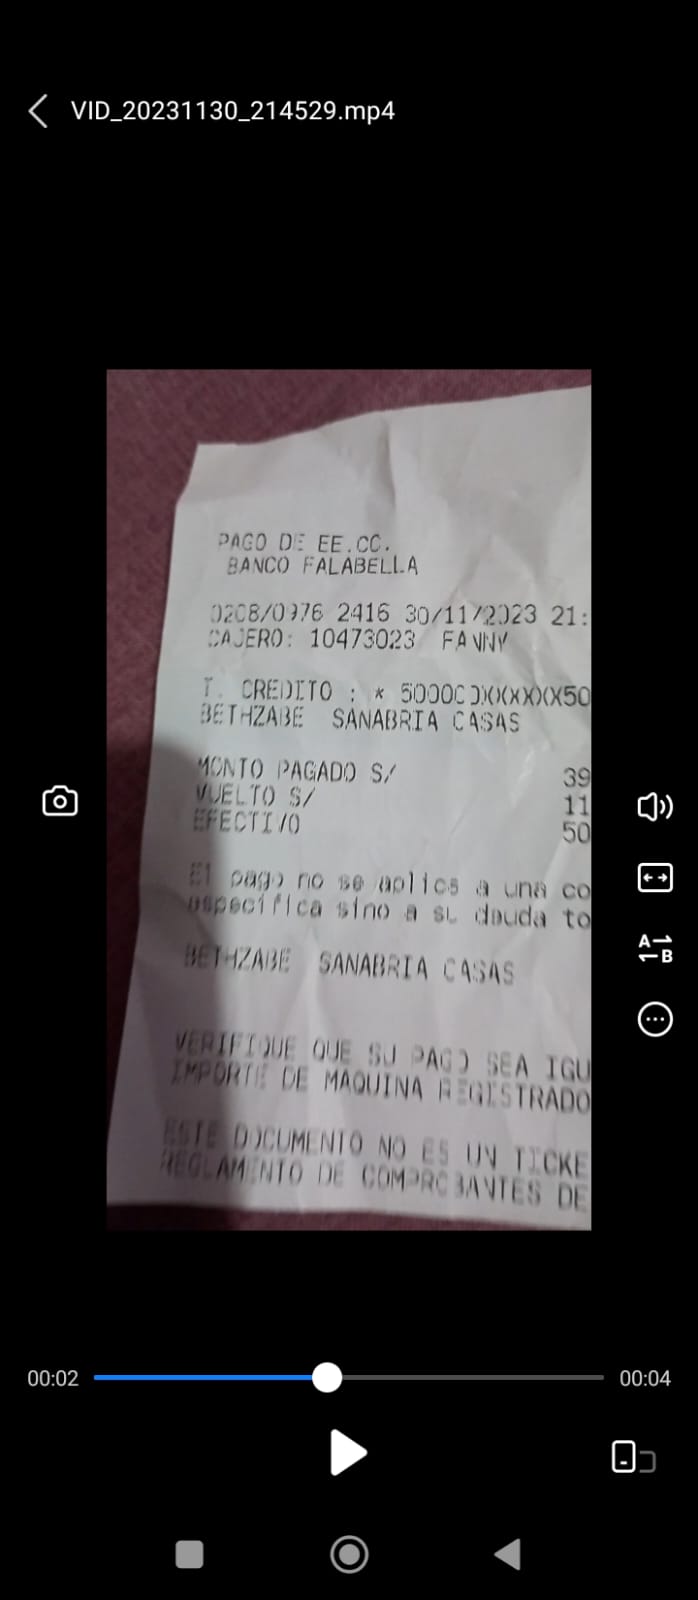 VID_20231130_214529.mp4
PAGO DE EE.CC.
BANCO FALABELLA
0208/0976 2416 30/11/2023 21:
CAJERO: 10473023 FANNY
T. CREDITO : * 50000XXXXXX50
BETHZABE SANABRIA CASAS
MONTO PAGADO S/ 39
VUELTO S/ 11
EFECTIVO 50
El pago no se aplica a una co
especifica sino a su deuda to
BETHZABE SANABRIA CASAS
VERIFIQUE QUE SU PAGO SEA IGU
IMPORTE DE MAQUINA REGISTRADO
ESTE DOCUMENTO NO ES UN TICKE
REGLAMENTO DE COMPROBANTES DE
A B
00:02 00:04